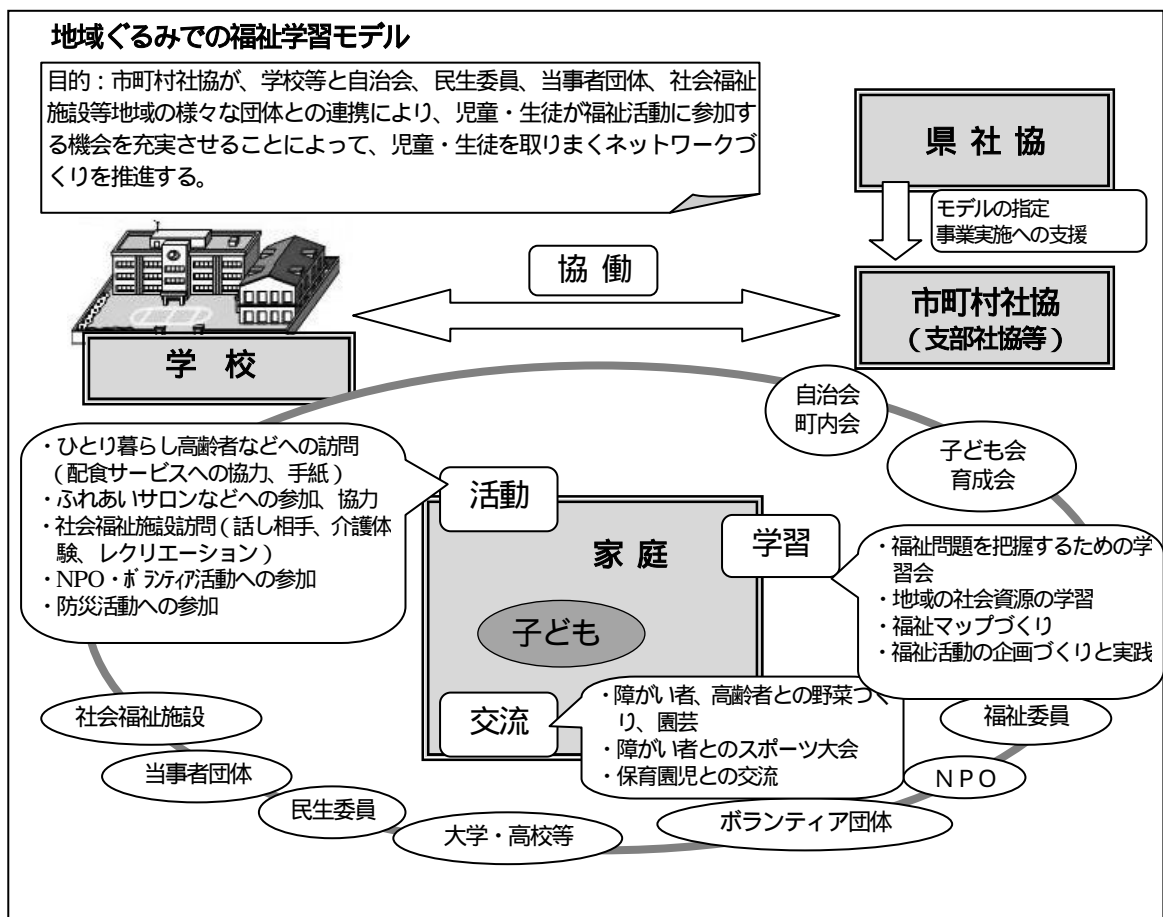 地域ぐるみでの福祉学習モデル
目的：市町村社協が、学校等と自治会、民生委員、当事者団体、社会福祉
施設等地域の様々な団体との連携により、児童・生徒が福祉活動に参加す
る機会を充実させることによって、児童・生徒を取りまくネットワークづ
くりを推進する。
県社協
モデルの指定
事業実施への支援
協働
市町村社協
（支部社協等）
学校
自治会
町内会
子ども会
育成会
・ひとり暮らし高齢者などへの訪問
（配食サービスへの協力、手紙）
・ふれあいサロンなどへの参加、協力
・社会福祉施設訪問（話し相手、介護体
験、レクリエーション）
・NPO・ボランティア活動への参加
・防災活動への参加
活動
家庭
学習
・福祉問題を把握するための学
習会
・地域の社会資源の学習
・福祉マップづくり
・福祉活動の企画づくりと実践
子ども
交流
・障がい者、高齢者との野菜づく
り、園芸
・障がい者とのスポーツ大会
・保育園児との交流
社会福祉施設
当事者団体
民生委員
大学・高校等
ボランティア団体
ＮＰＯ
福祉委員